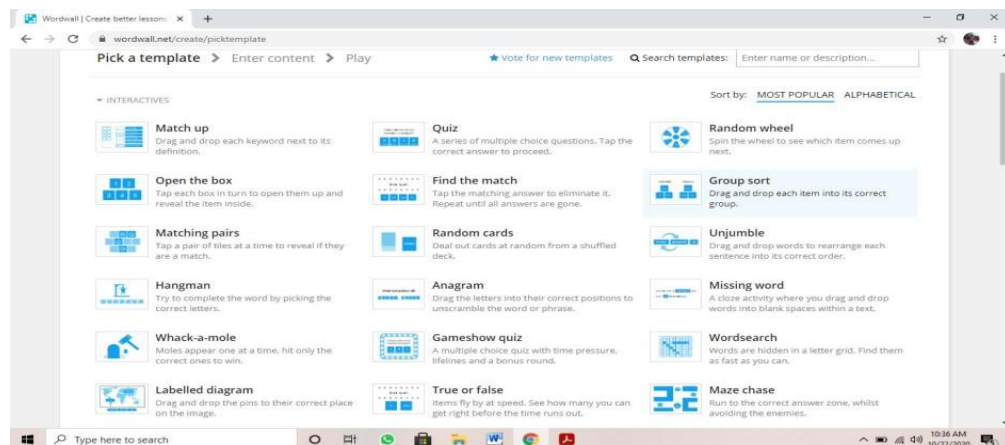 Wordwall | Create better lessons
wordwall.net/create/picktemplate
Pick a template > Enter content > Play
Vote for new templates
Search templates: Enter name or description...
INTERACTIVES
Sort by: MOST POPULAR ALPHABETICAL
Match up
Drag and drop each keyword next to its
definition.
Quiz
A series of multiple choice questions. Tap the
correct answer to proceed.
Random wheel
Spin the wheel to see which item comes up
next.
Open the box
Tap each box in turn to open them up and
reveal the item inside.
Find the match
Tap the matching answer to eliminate it.
Repeat until all answers are gone.
Group sort
Drag and drop each item into its correct
group.
Matching pairs
Tap a pair of tiles at a time to reveal if they
are a match.
Random cards
Deal out cards at random from a shuffled
deck.
Unjumble
Drag and drop words to rearrange each
sentence into its correct order.
Hangman
Try to complete the word by picking the
correct letters.
Anagram
Drag the letters into their correct positions to
unscramble the word or phrase.
Missing word
A cloze activity where you drag and drop
words into blank spaces within a text.
Whack-a-mole
Moles appear one at a time, hit only the
correct ones to win.
Gameshow quiz
A multiple choice quiz with time pressure,
lifelines and a bonus round.
Wordsearch
Words are hidden in a letter grid. Find them
as fast as you can.
Labelled diagram
Drag and drop the pins to their correct place
on the image.
True or false
Items fly by at speed. See how many you can
get right before the time runs out.
Maze chase
Run to the correct answer zone, whilst
avoiding the enemies.
Type here to search
10:36 AM